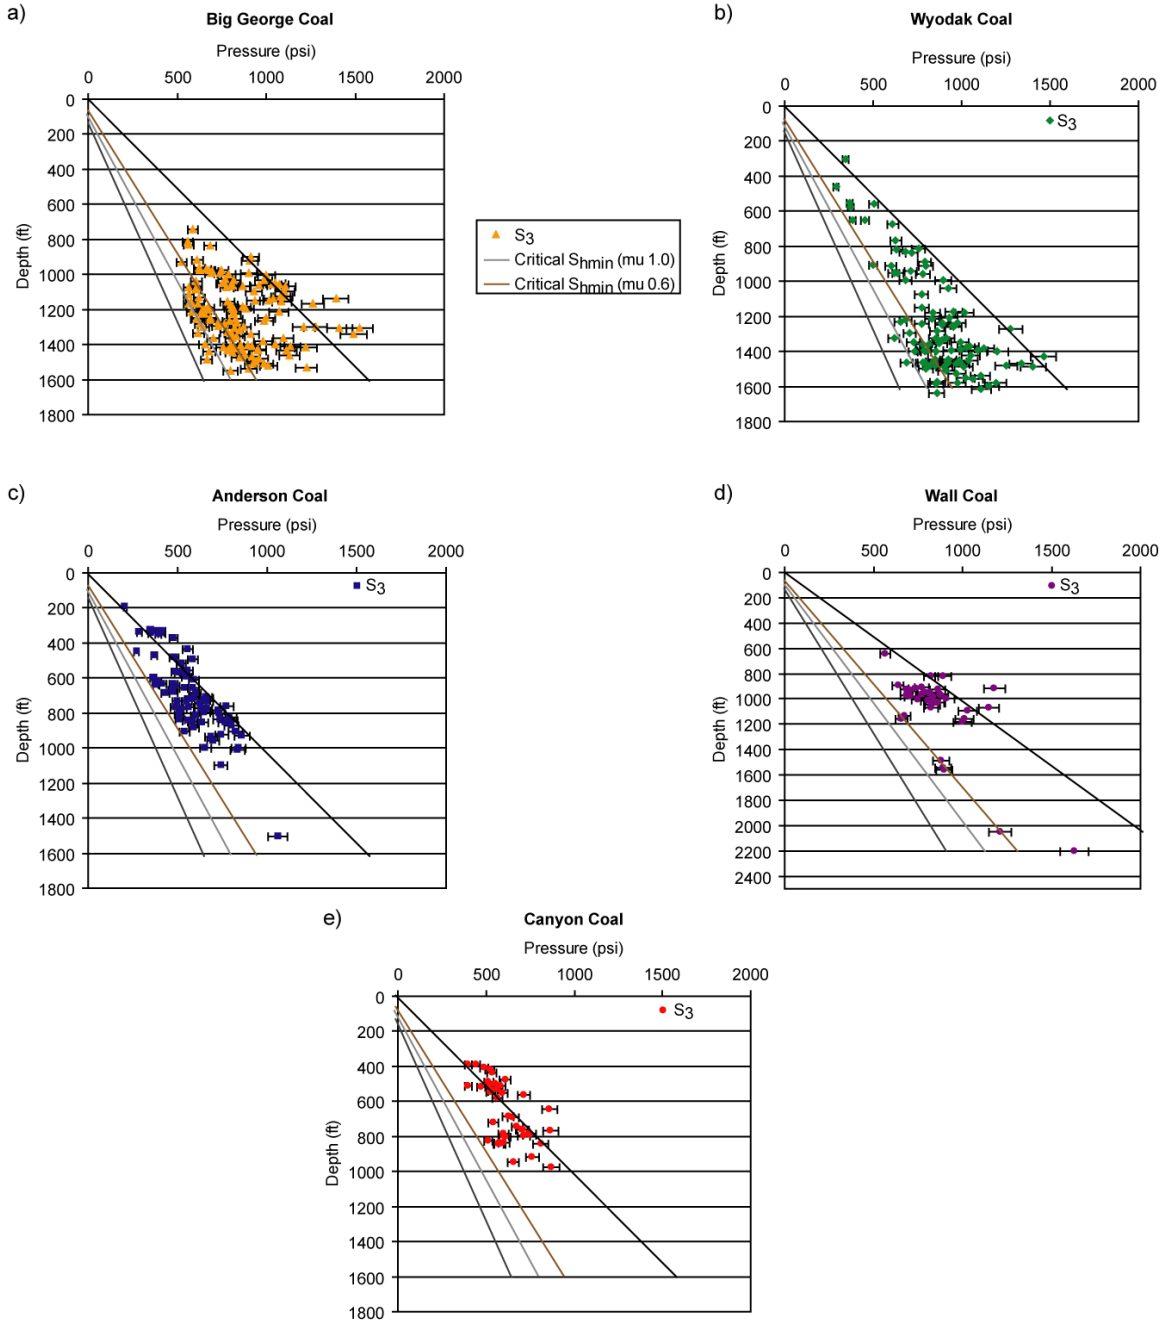 a)
Big George Coal
Pressure (psi)
0 500 1000 1500 2000
0
200
400
600
800
1000
1200
1400
1600
1800
Depth (ft)
S3
Critical Shmin (mu 1.0)
Critical Shmin (mu 0.6)
b)
Wyodak Coal
Pressure (psi)
0 500 1000 1500 2000
0
200
400
600
800
1000
1200
1400
1600
1800
Depth (ft)
S3
c)
Anderson Coal
Pressure (psi)
0 500 1000 1500 2000
0
200
400
600
800
1000
1200
1400
1600
1800
Depth (ft)
S3
d)
Wall Coal
Pressure (psi)
0 500 1000 1500 2000
0
200
400
600
800
1000
1200
1400
1600
1800
2000
2200
2400
Depth (ft)
S3
e)
Canyon Coal
Pressure (psi)
0 500 1000 1500 2000
0
200
400
600
800
1000
1200
1400
1600
1800
Depth (ft)
S3